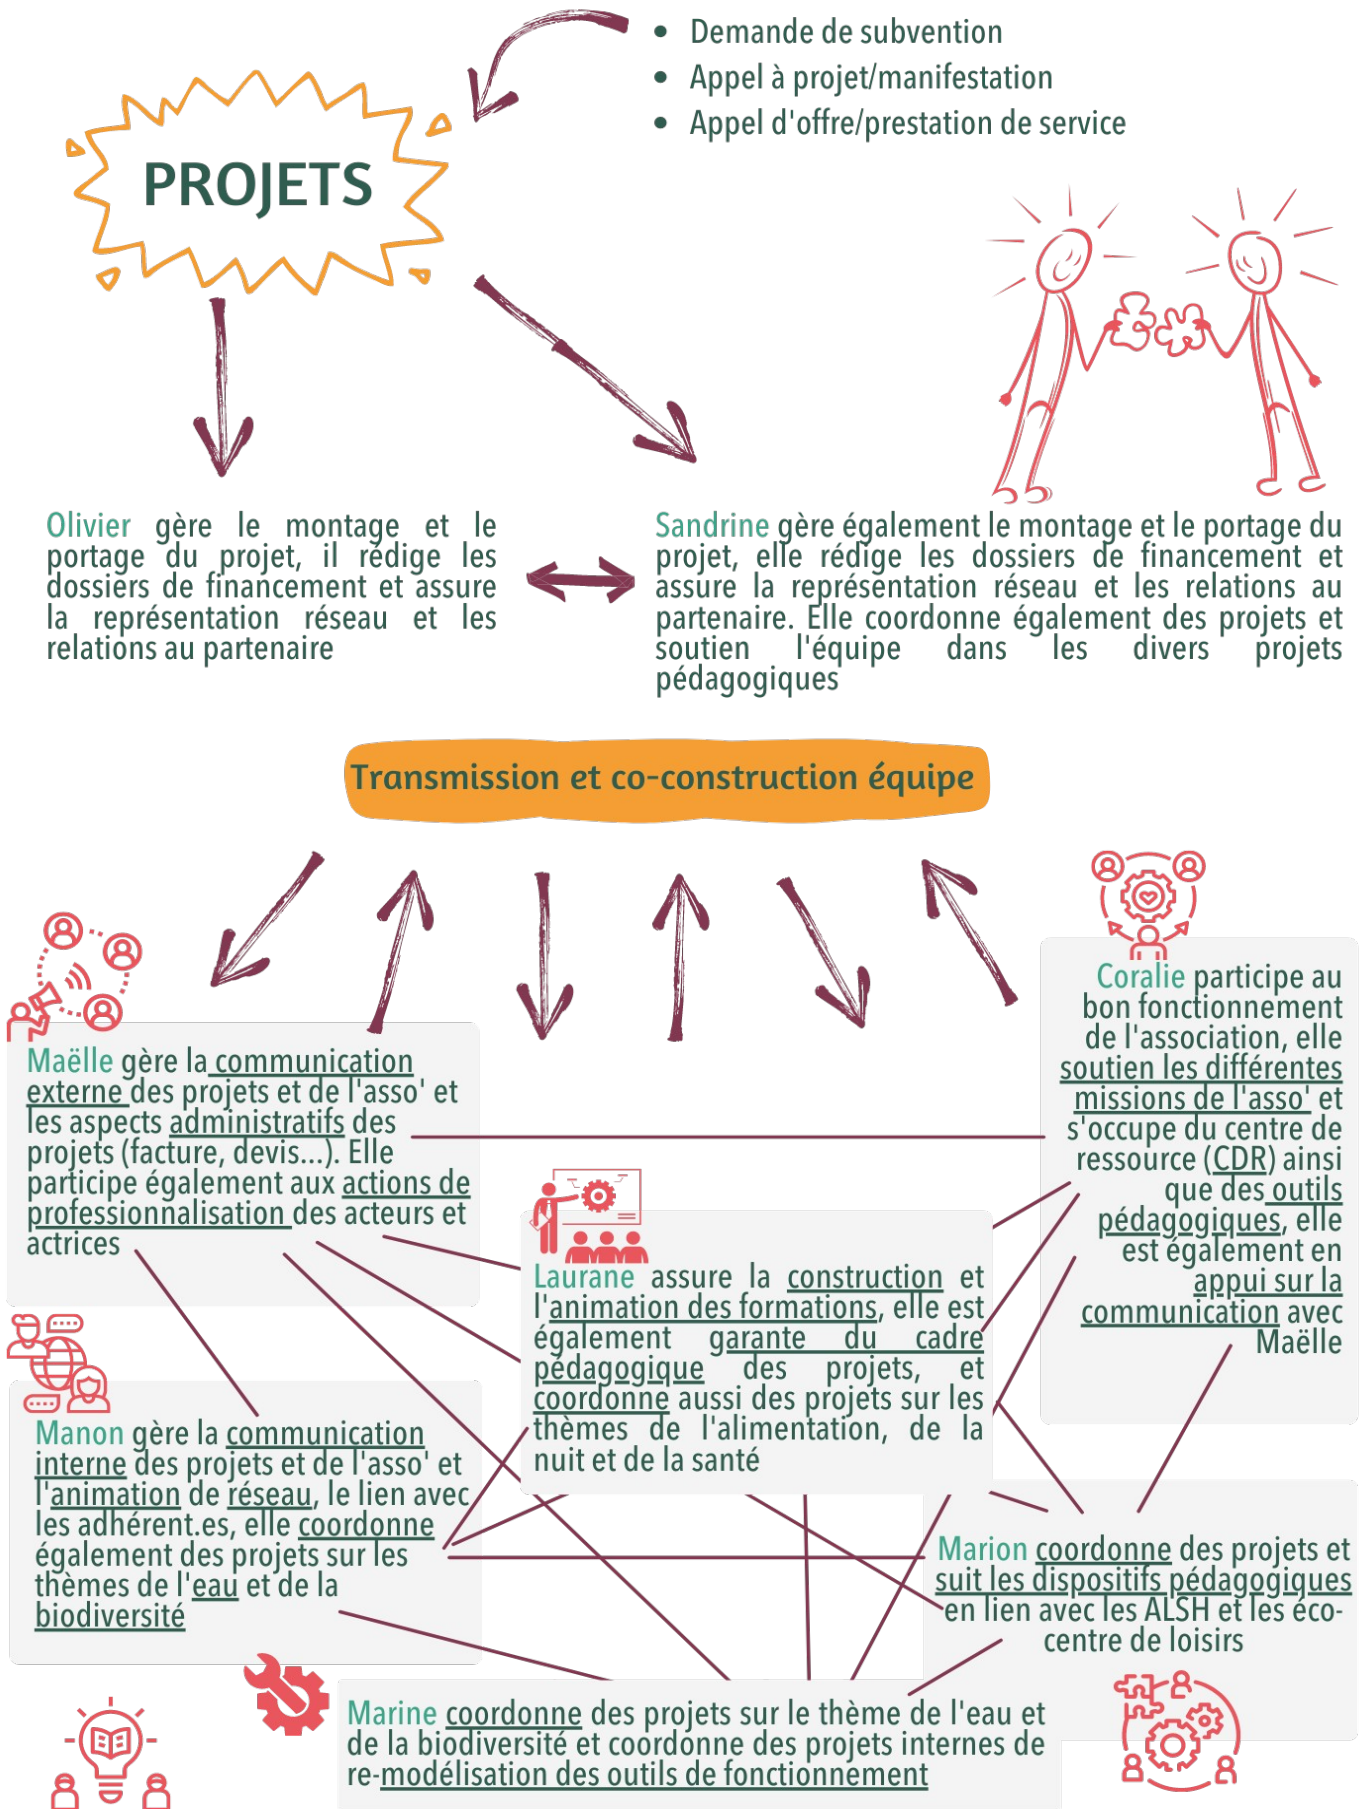 • Demande de subvention
• Appel à projet/manifestation
• Appel d'offre/prestation de service
PROJETS
Olivier gère le montage et le
portage du projet, il rédige les
dossiers de financement et assure
la représentation réseau et les
relations au partenaire
Sandrine gère également le montage et le portage du
projet, elle rédige les dossiers de financement et
assure la représentation réseau et les relations au
partenaire. Elle coordonne également des projets et
soutien l'équipe dans les divers projets
pédagogiques
Transmission et co-construction équipe
Maëlle gère la communication
externe des projets et de l'asso' et
les aspects administratifs des
projets (facture, devis...). Elle
participe également aux actions de
professionnalisation des acteurs et
actrices
Coralie participe au
bon fonctionnement
de l'association, elle
soutien les différentes
missions de l'asso' et
s'occupe du centre de
ressource (CDR) ainsi
que des outils
pédagogiques, elle
est également en
appui sur la
communication avec
Maëlle
Laurane assure la construction et
l'animation des formations, elle est
également garante du cadre
pédagogique des projets, et
coordonne aussi des projets sur les
thèmes de l'alimentation, de la
nuit et de la santé
Manon gère la communication
interne des projets et de l'asso' et
l'animation de réseau, le lien avec
les adhérent.es, elle coordonne
également des projets sur les
thèmes de l'eau et de la
biodiversité
Marion coordonne des projets et
suit les dispositifs pédagogiques
en lien avec les ALSH et les éco-
centre de loisirs
Marine coordonne des projets sur le thème de l'eau et
de la biodiversité et coordonne des projets internes de
re-modélisation des outils de fonctionnement